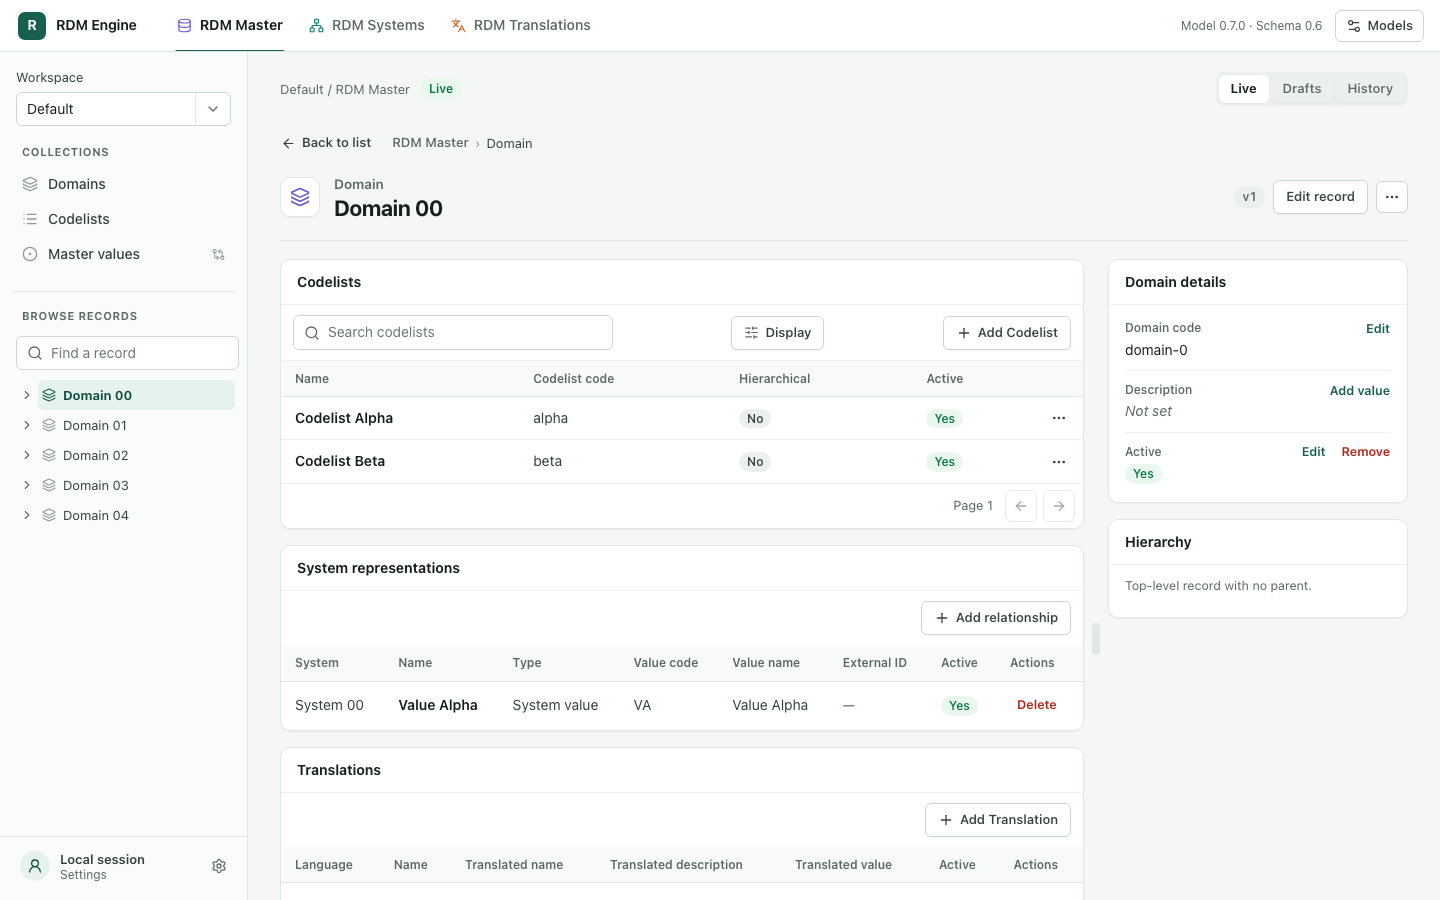 R RDM Engine RDM Master RDM Systems RDM Translations Model 0.7.0 · Schema 0.6 Models
Workspace
Default
COLLECTIONS
Domains
Codelists
Master values
BROWSE RECORDS
Find a record
Domain 00
Domain 01
Domain 02
Domain 03
Domain 04
Local session
Settings
Default / RDM Master Live Live Drafts History
Back to list RDM Master › Domain
Domain
Domain 00 v1 Edit record
Codelists
Search codelists Display Add Codelist
Name Codelist code Hierarchical Active
Codelist Alpha alpha No Yes
Codelist Beta beta No Yes
Page 1
System representations
Add relationship
System Name Type Value code Value name External ID Active Actions
System 00 Value Alpha System value VA Value Alpha — Yes Delete
Translations
Add Translation
Language Name Translated name Translated description Translated value Active Actions
Domain details
Domain code Edit
domain-0
Description Add value
Not set
Active Edit Remove
Yes
Hierarchy
Top-level record with no parent.